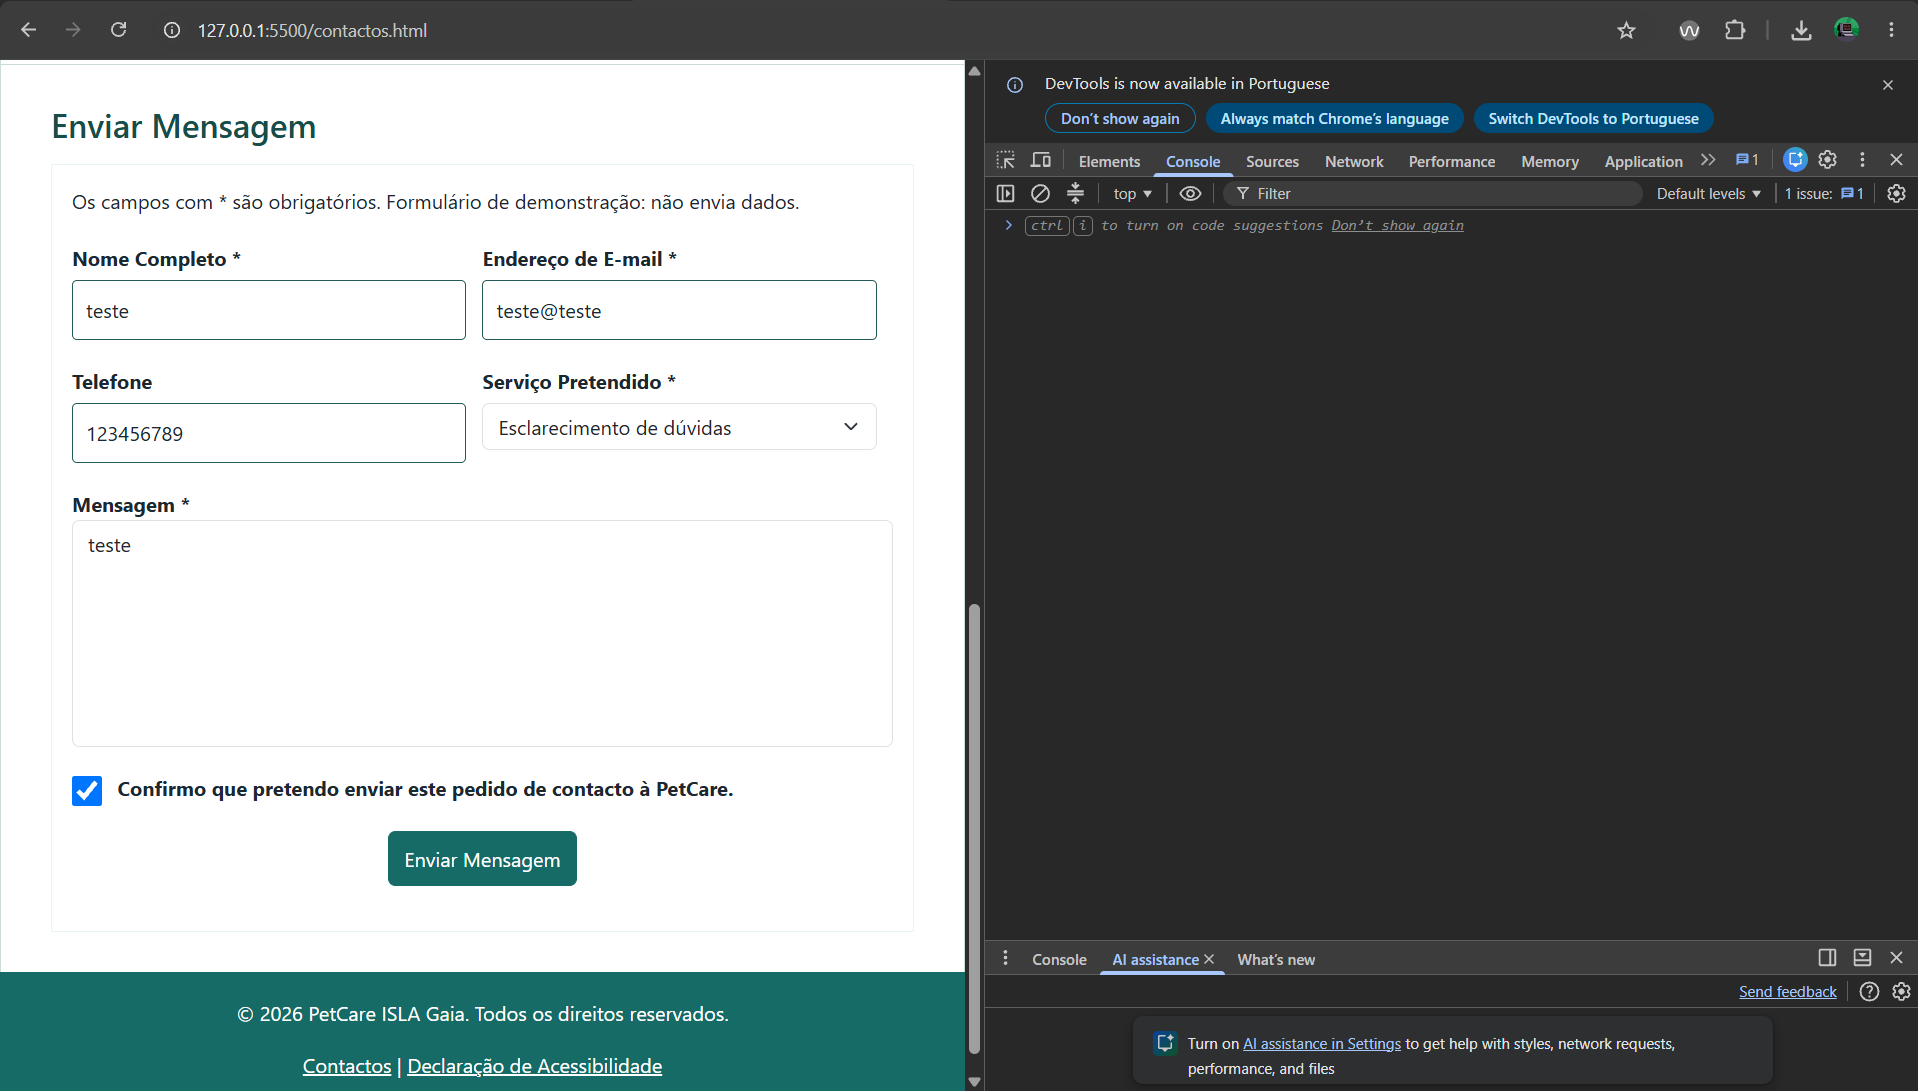 127.0.0.1:5500/contactos.html
Enviar Mensagem
Os campos com * são obrigatórios. Formulário de demonstração: não envia dados.
Nome Completo *
Endereço de E-mail *
teste
teste@teste
Telefone
Serviço Pretendido *
123456789
Esclarecimento de dúvidas
Mensagem *
teste
Confirmo que pretendo enviar este pedido de contacto à PetCare.
Enviar Mensagem
© 2026 PetCare ISLA Gaia. Todos os direitos reservados.
Contactos | Declaração de Acessibilidade
DevTools is now available in Portuguese
Don't show again
Always match Chrome's language
Switch DevTools to Portuguese
Elements
Console
Sources
Network
Performance
Memory
Application
1
top
Filter
Default levels
1 issue: 1
ctrl i to turn on code suggestions Don't show again
Console
AI assistance
What's new
Send feedback
Turn on AI assistance in Settings to get help with styles, network requests,
performance, and files